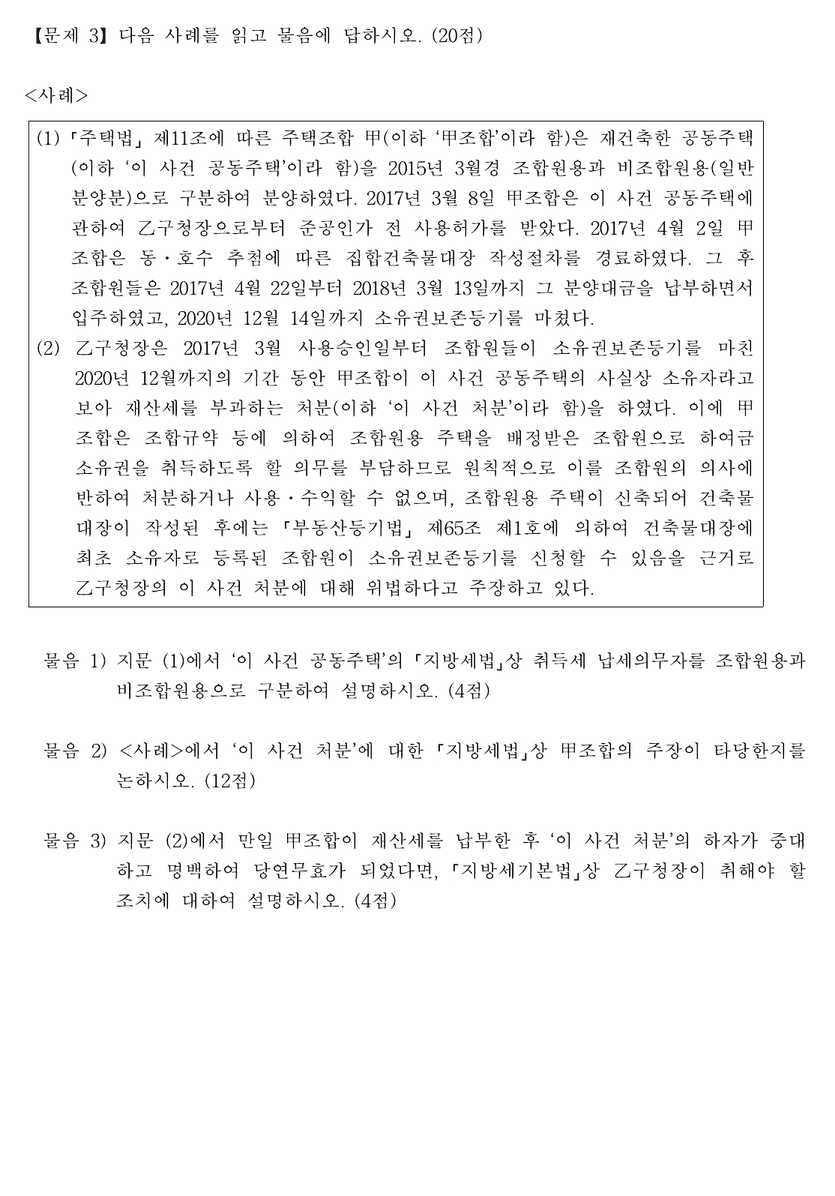 【문제 3】 다음 사례를 읽고 물음에 답하시오. (20점)
<사례>
(1) 「주택법」 제11조에 따른 주택조합 甲(이하 ‘甲조합’이라 함)은 재건축한 공동주택
(이하 ‘이 사건 공동주택’이라 함)을 2015년 3월경 조합원용과 비조합원용(일반
분양분)으로 구분하여 분양하였다. 2017년 3월 8일 甲조합은 이 사건 공동주택에
관하여 乙구청장으로부터 준공인가 전 사용허가를 받았다. 2017년 4월 2일 甲
조합은 동・호수 추첨에 따른 집합건축물대장 작성절차를 경료하였다. 그 후
조합원들은 2017년 4월 22일부터 2018년 3월 13일까지 그 분양대금을 납부하면서
입주하였고, 2020년 12월 14일까지 소유권보존등기를 마쳤다.
(2) 乙구청장은 2017년 3월 사용승인일부터 조합원들이 소유권보존등기를 마친
2020년 12월까지의 기간 동안 甲조합이 이 사건 공동주택의 사실상 소유자라고
보아 재산세를 부과하는 처분(이하 ‘이 사건 처분’이라 함)을 하였다. 이에 甲
조합은 조합규약 등에 의하여 조합원용 주택을 배정받은 조합원으로 하여금
소유권을 취득하도록 할 의무를 부담하므로 원칙적으로 이를 조합원의 의사에
반하여 처분하거나 사용・수익할 수 없으며, 조합원용 주택이 신축되어 건축물
대장이 작성된 후에는 「부동산등기법」 제65조 제1호에 의하여 건축물대장에
최초 소유자로 등록된 조합원이 소유권보존등기를 신청할 수 있음을 근거로
乙구청장의 이 사건 처분에 대해 위법하다고 주장하고 있다.
물음 1) 지문 (1)에서 ‘이 사건 공동주택’의 「지방세법」상 취득세 납세의무자를 조합원용과
비조합원용으로 구분하여 설명하시오. (4점)
물음 2) <사례>에서 ‘이 사건 처분’에 대한 「지방세법」상 甲조합의 주장이 타당한지를
논하시오. (12점)
물음 3) 지문 (2)에서 만일 甲조합이 재산세를 납부한 후 ‘이 사건 처분’의 하자가 중대
하고 명백하여 당연무효가 되었다면, 「지방세기본법」상 乙구청장이 취해야 할
조치에 대하여 설명하시오. (4점)